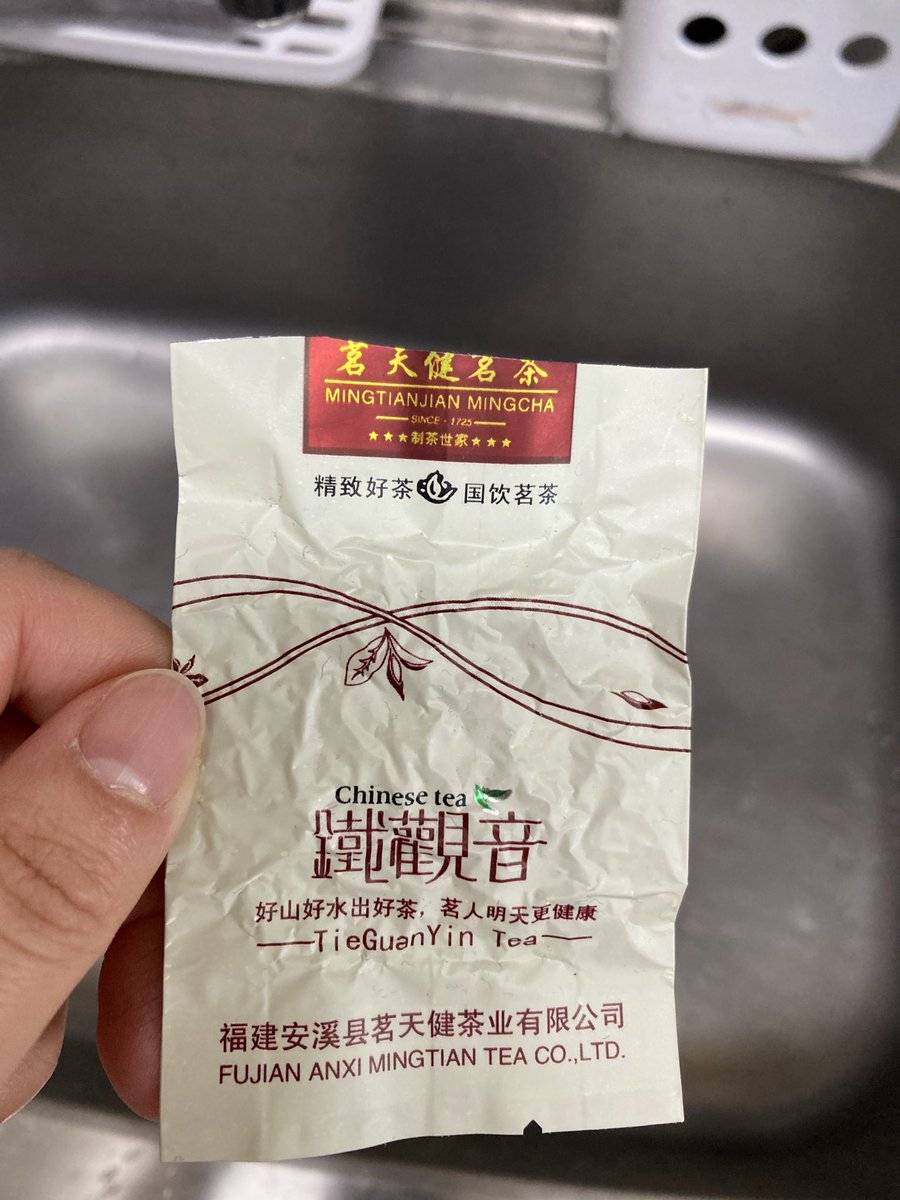 茗天健茗茶
MINGTIANJIAN MINGCHA
SINCE · 1725
★★★制茶世家★★★
精致好茶 国饮茗茶
Chinese tea
鐵觀音
好山好水出好茶，茗人明天更健康
TieGuanYin Tea
福建安溪县茗天健茶业有限公司
FUJIAN ANXI MINGTIAN TEA CO.,LTD.